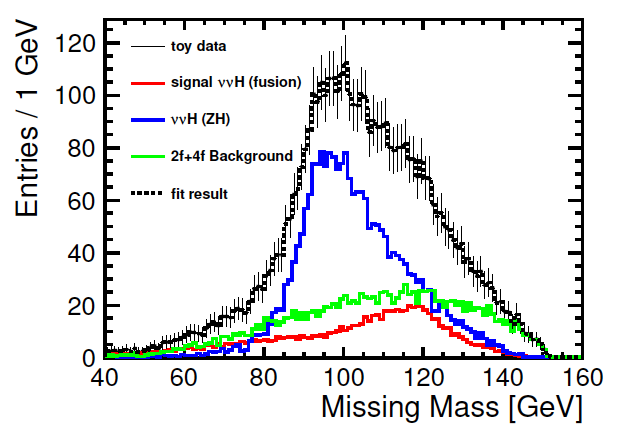 Entries / 1 GeV
120
100
80
60
40
20
0
toy data
signal ννH (fusion)
ννH (ZH)
2f+4f Background
fit result
40 60 80 100 120 140 160
Missing Mass [GeV]